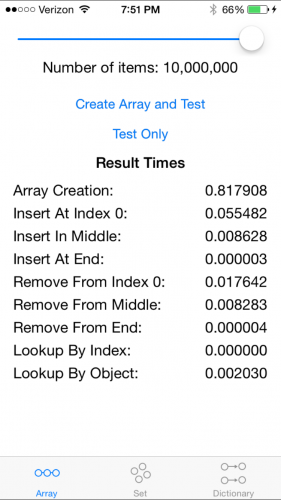 Verizon 7:51 PM 66%
Number of items: 10,000,000
Create Array and Test
Test Only
Result Times
Array Creation: 0.817908
Insert At Index 0: 0.055482
Insert In Middle: 0.008628
Insert At End: 0.000003
Remove From Index 0: 0.017642
Remove From Middle: 0.008283
Remove From End: 0.000004
Lookup By Index: 0.000000
Lookup By Object: 0.002030
Array Set Dictionary